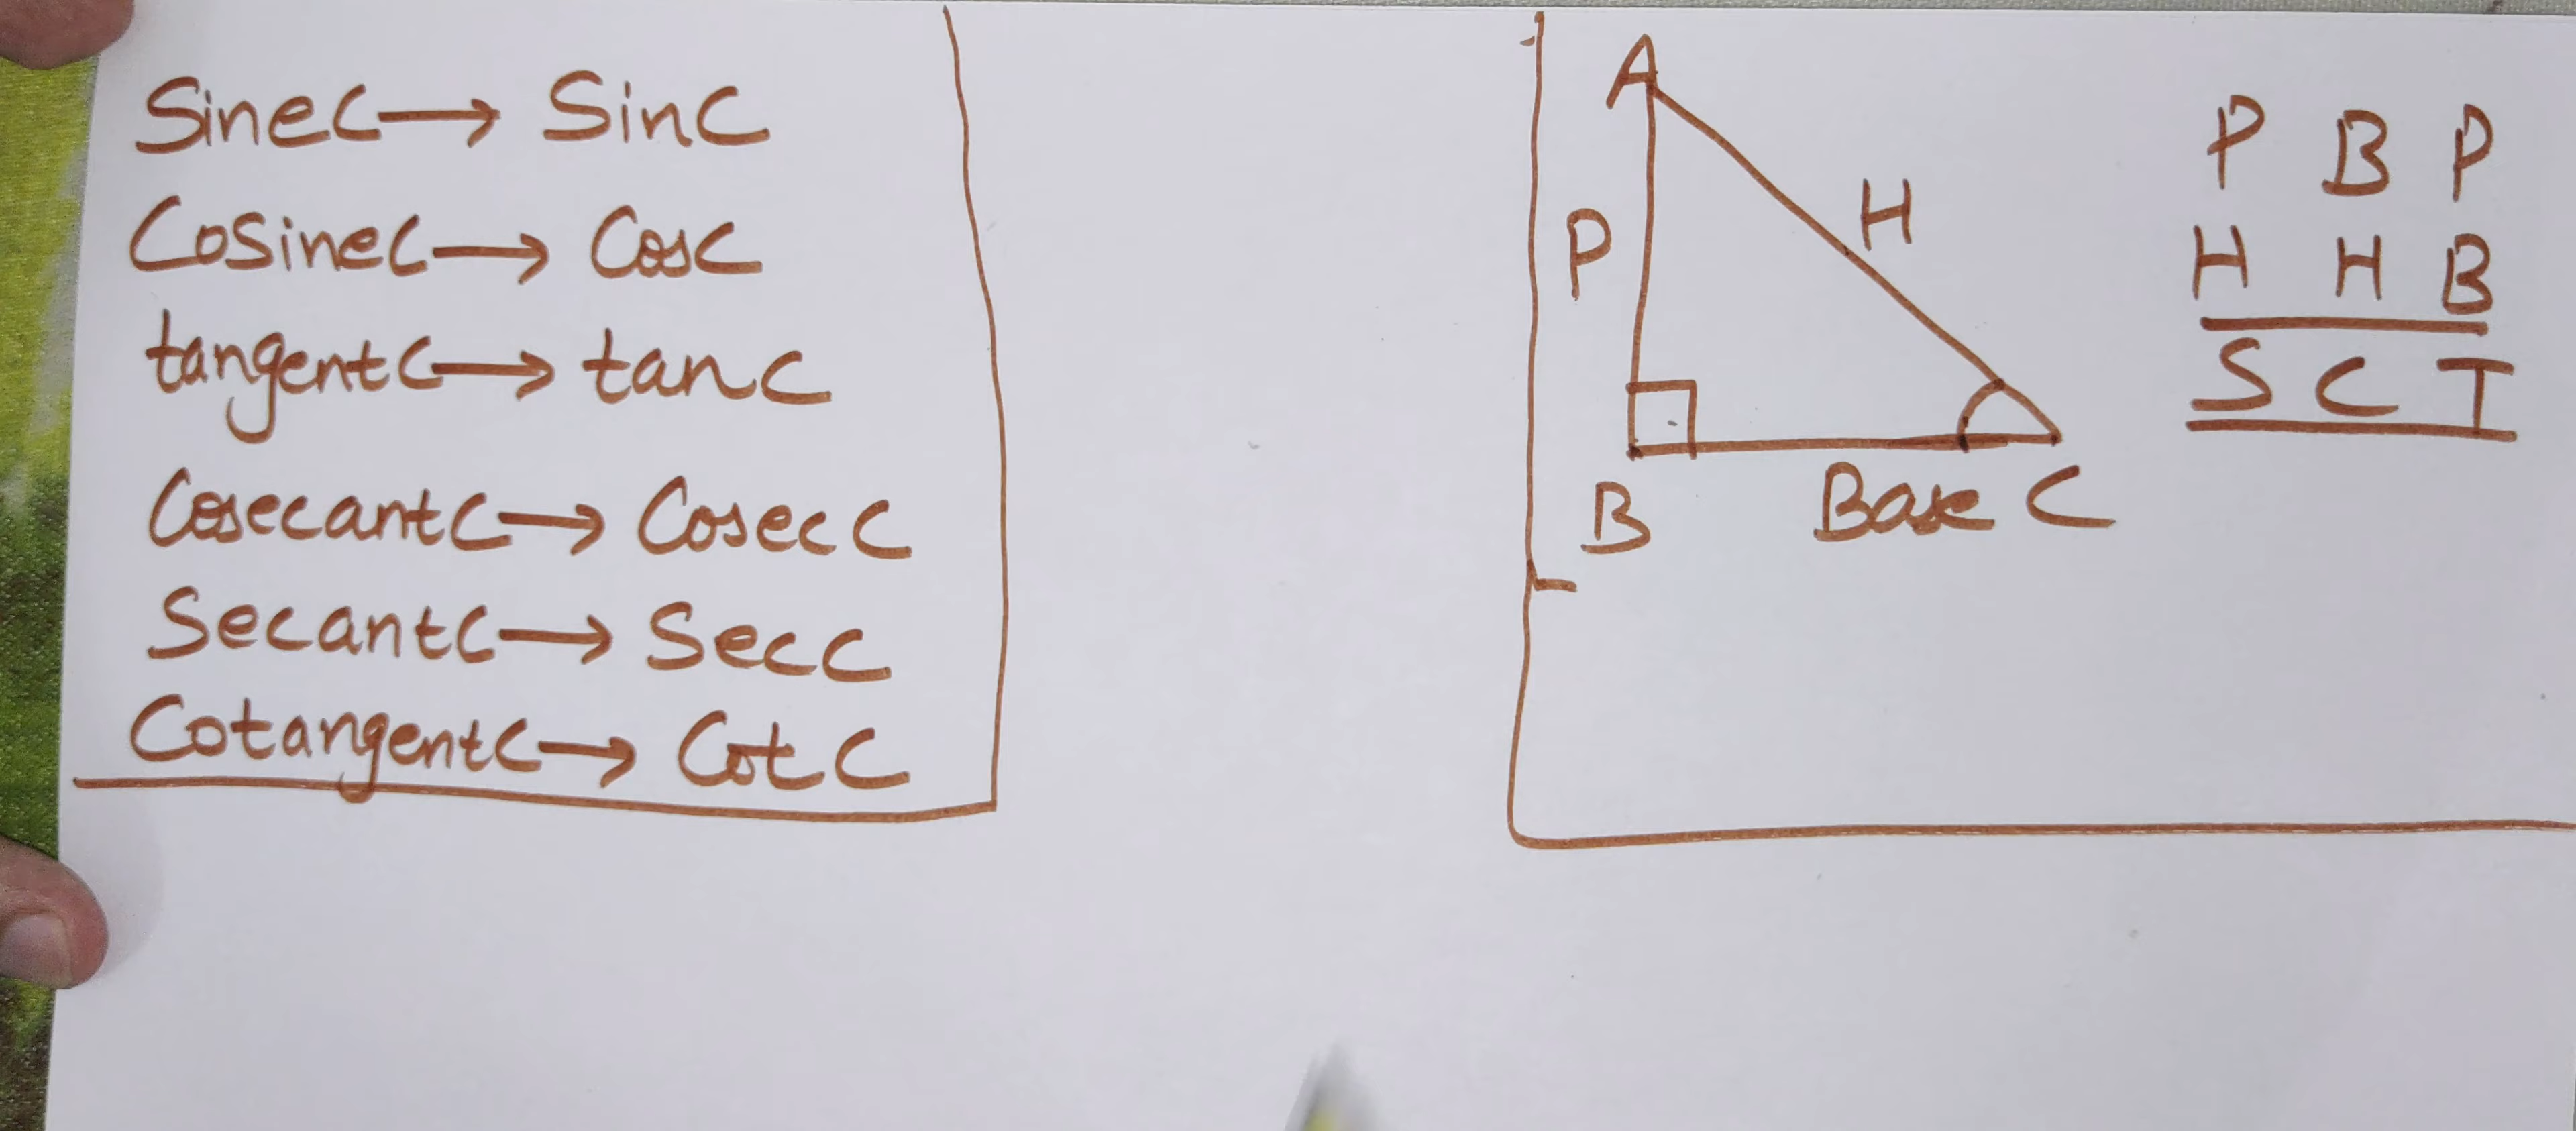 SineC → SinC
CosineC → CosC
tangentC → tanC
CosecantC → CosecC
SecantC → SecC
CotangentC → CotC
A
P H
B Base C
P B P
H H B
S C T